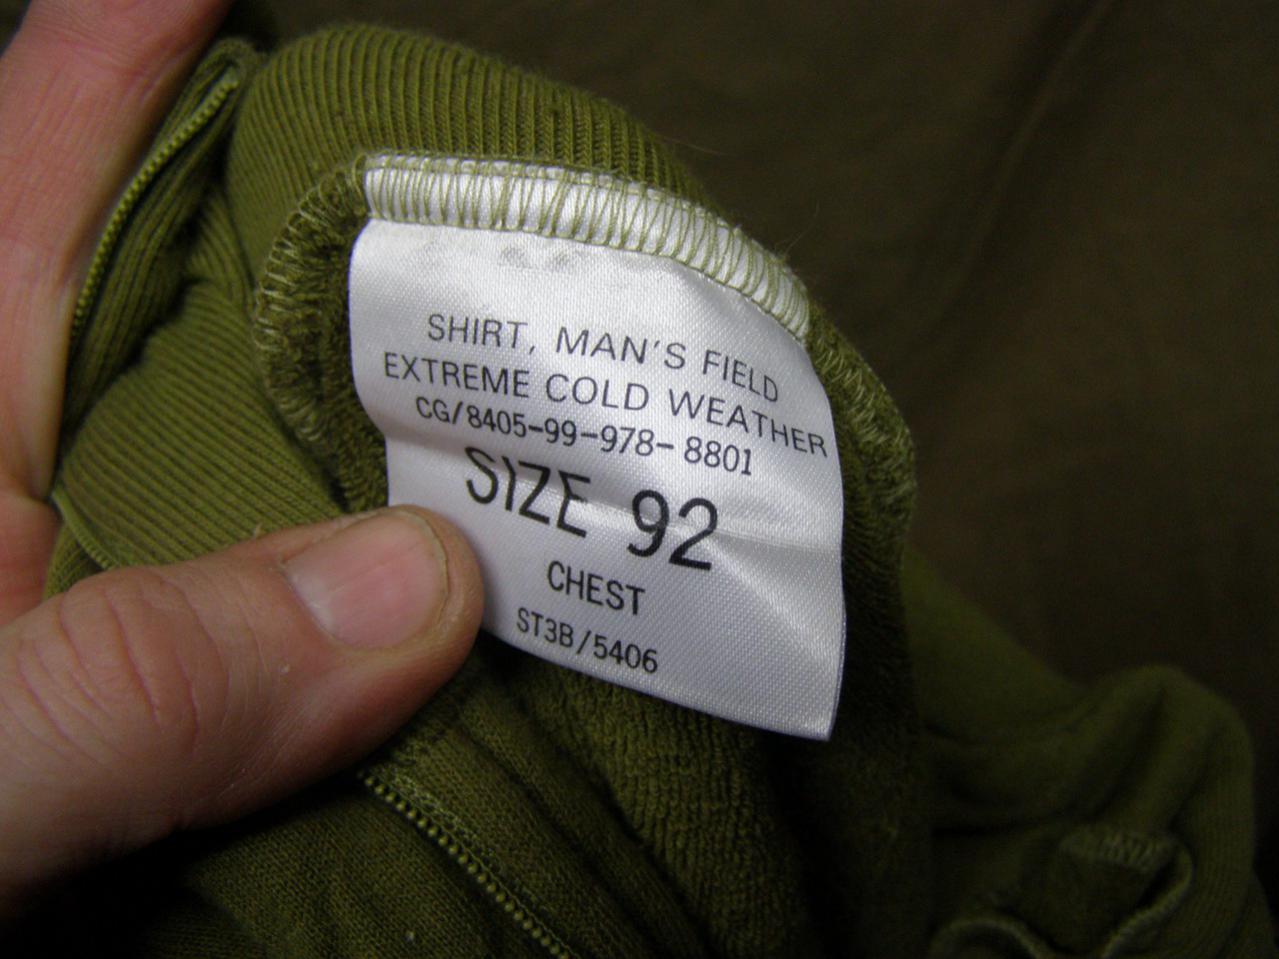 SHIRT, MAN'S FIELD
EXTREME COLD WEATHER
CG/8405-99-978-8801
SIZE 92
CHEST
ST3B/5406